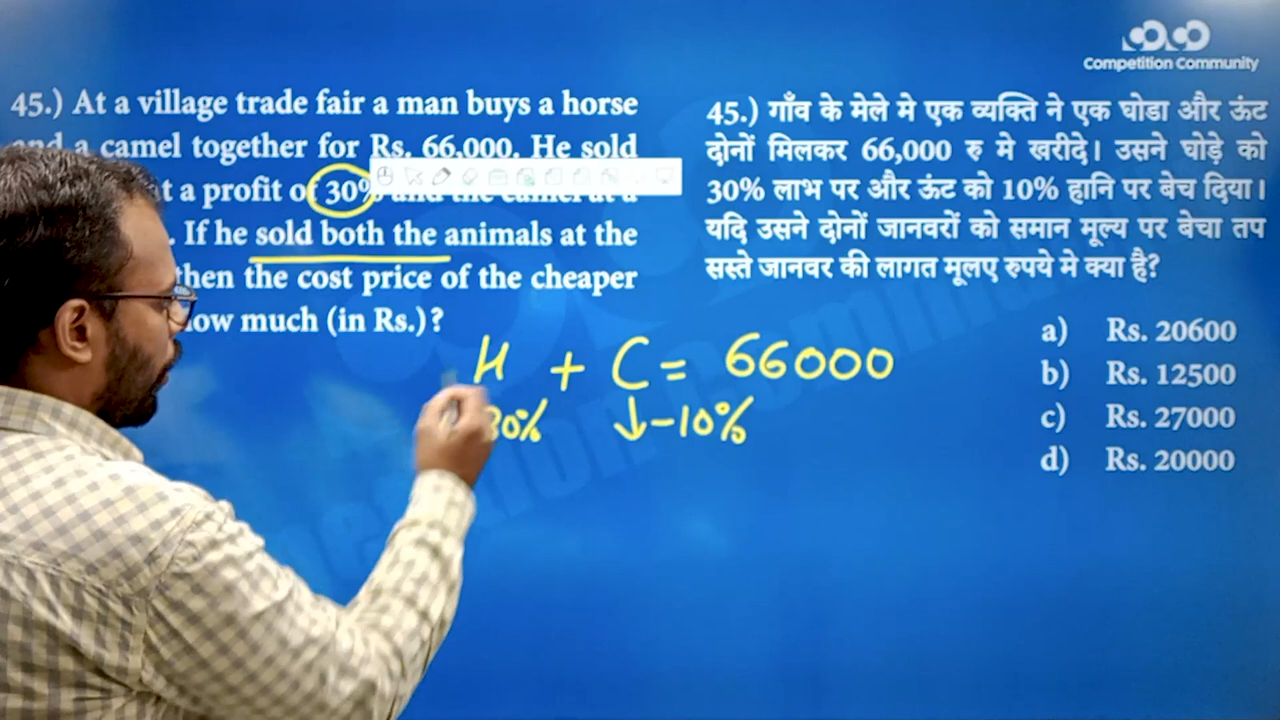 Competition Community
45.) At a village trade fair a man buys a horse
and a camel together for Rs. 66,000. He sold
at a profit of 30% and the camel at a
. If he sold both the animals at the
then the cost price of the cheaper
how much (in Rs.)?
45.) गाँव के मेले मे एक व्यक्ति ने एक घोडा और ऊंट
दोनों मिलकर 66,000 रु मे खरीदे। उसने घोड़े को
30% लाभ पर और ऊंट को 10% हानि पर बेच दिया।
यदि उसने दोनों जानवरों को समान मूल्य पर बेचा तप
सस्ते जानवर की लागत मूलए रुपये मे क्या है?
a) Rs. 20600
b) Rs. 12500
c) Rs. 27000
d) Rs. 20000
H + C = 66000
30% ↓-10%